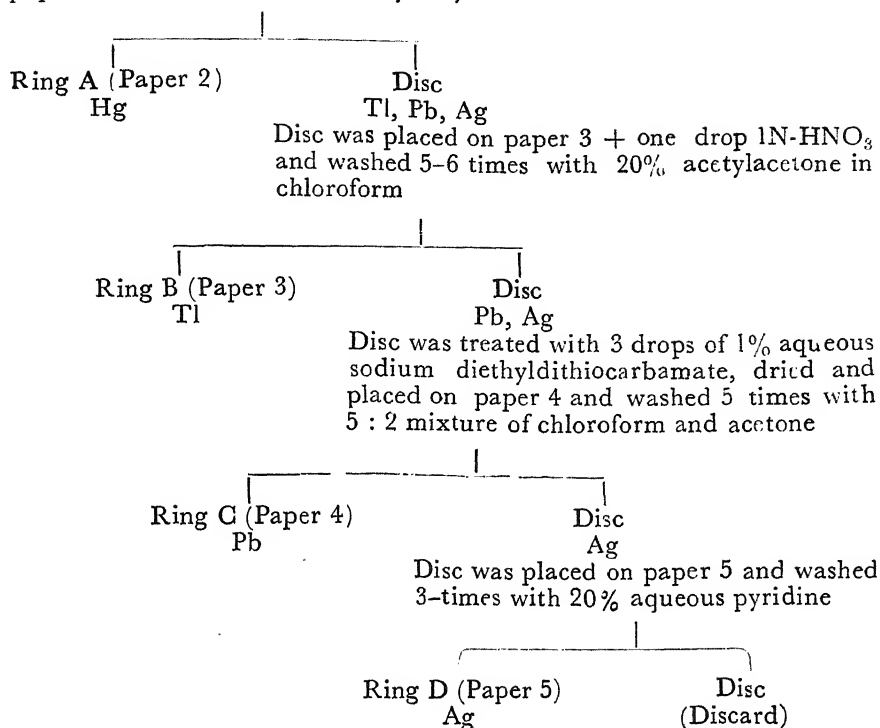 Ring A (Paper 2)
Hg
Disc
Tl, Pb, Ag
Disc was placed on paper 3 + one drop 1N-HNO₃
and washed 5-6 times with 20% acetylacetone in
chloroform
Ring B (Paper 3)
Tl
Disc
Pb, Ag
Disc was treated with 3 drops of 1% aqueous
sodium diethyldithiocarbamate, dried and
placed on paper 4 and washed 5 times with
5 : 2 mixture of chloroform and acetone
Ring C (Paper 4)
Pb
Disc
Ag
Disc was placed on paper 5 and washed
3-times with 20% aqueous pyridine
Ring D (Paper 5)
Ag
Disc
(Discard)